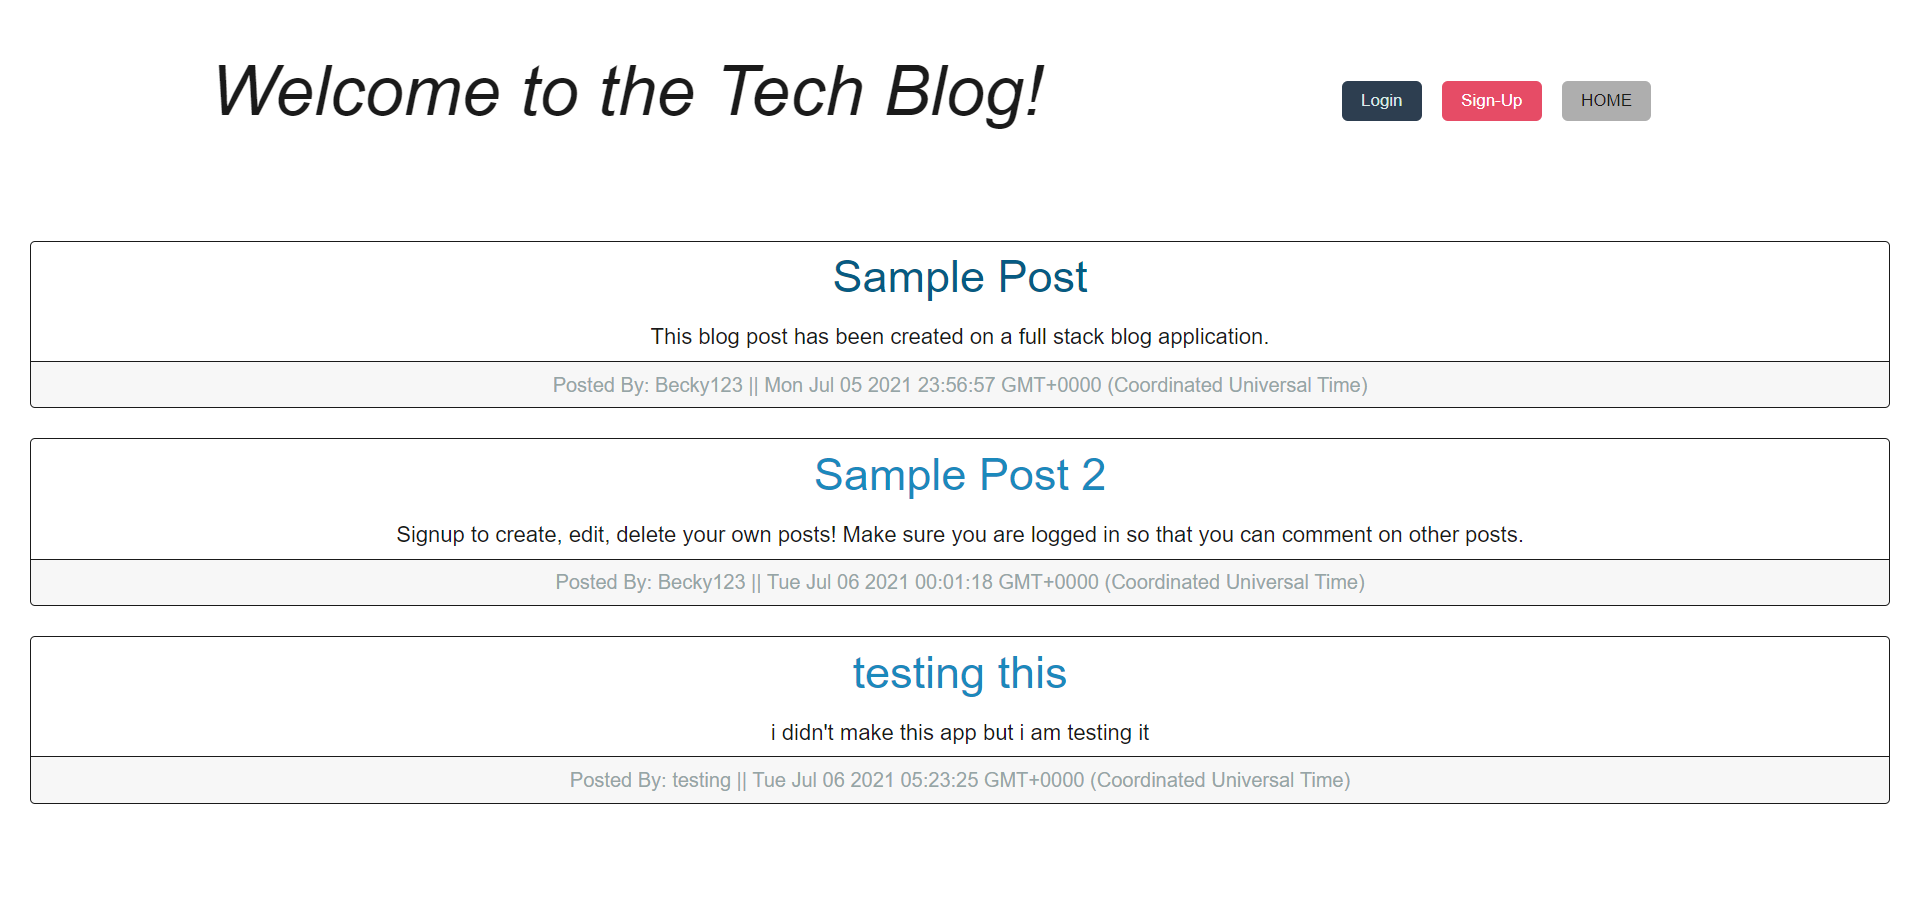 Welcome to the Tech Blog!
Login
Sign-Up
HOME
Sample Post
This blog post has been created on a full stack blog application.
Posted By: Becky123 || Mon Jul 05 2021 23:56:57 GMT+0000 (Coordinated Universal Time)
Sample Post 2
Signup to create, edit, delete your own posts! Make sure you are logged in so that you can comment on other posts.
Posted By: Becky123 || Tue Jul 06 2021 00:01:18 GMT+0000 (Coordinated Universal Time)
testing this
i didn't make this app but i am testing it
Posted By: testing || Tue Jul 06 2021 05:23:25 GMT+0000 (Coordinated Universal Time)